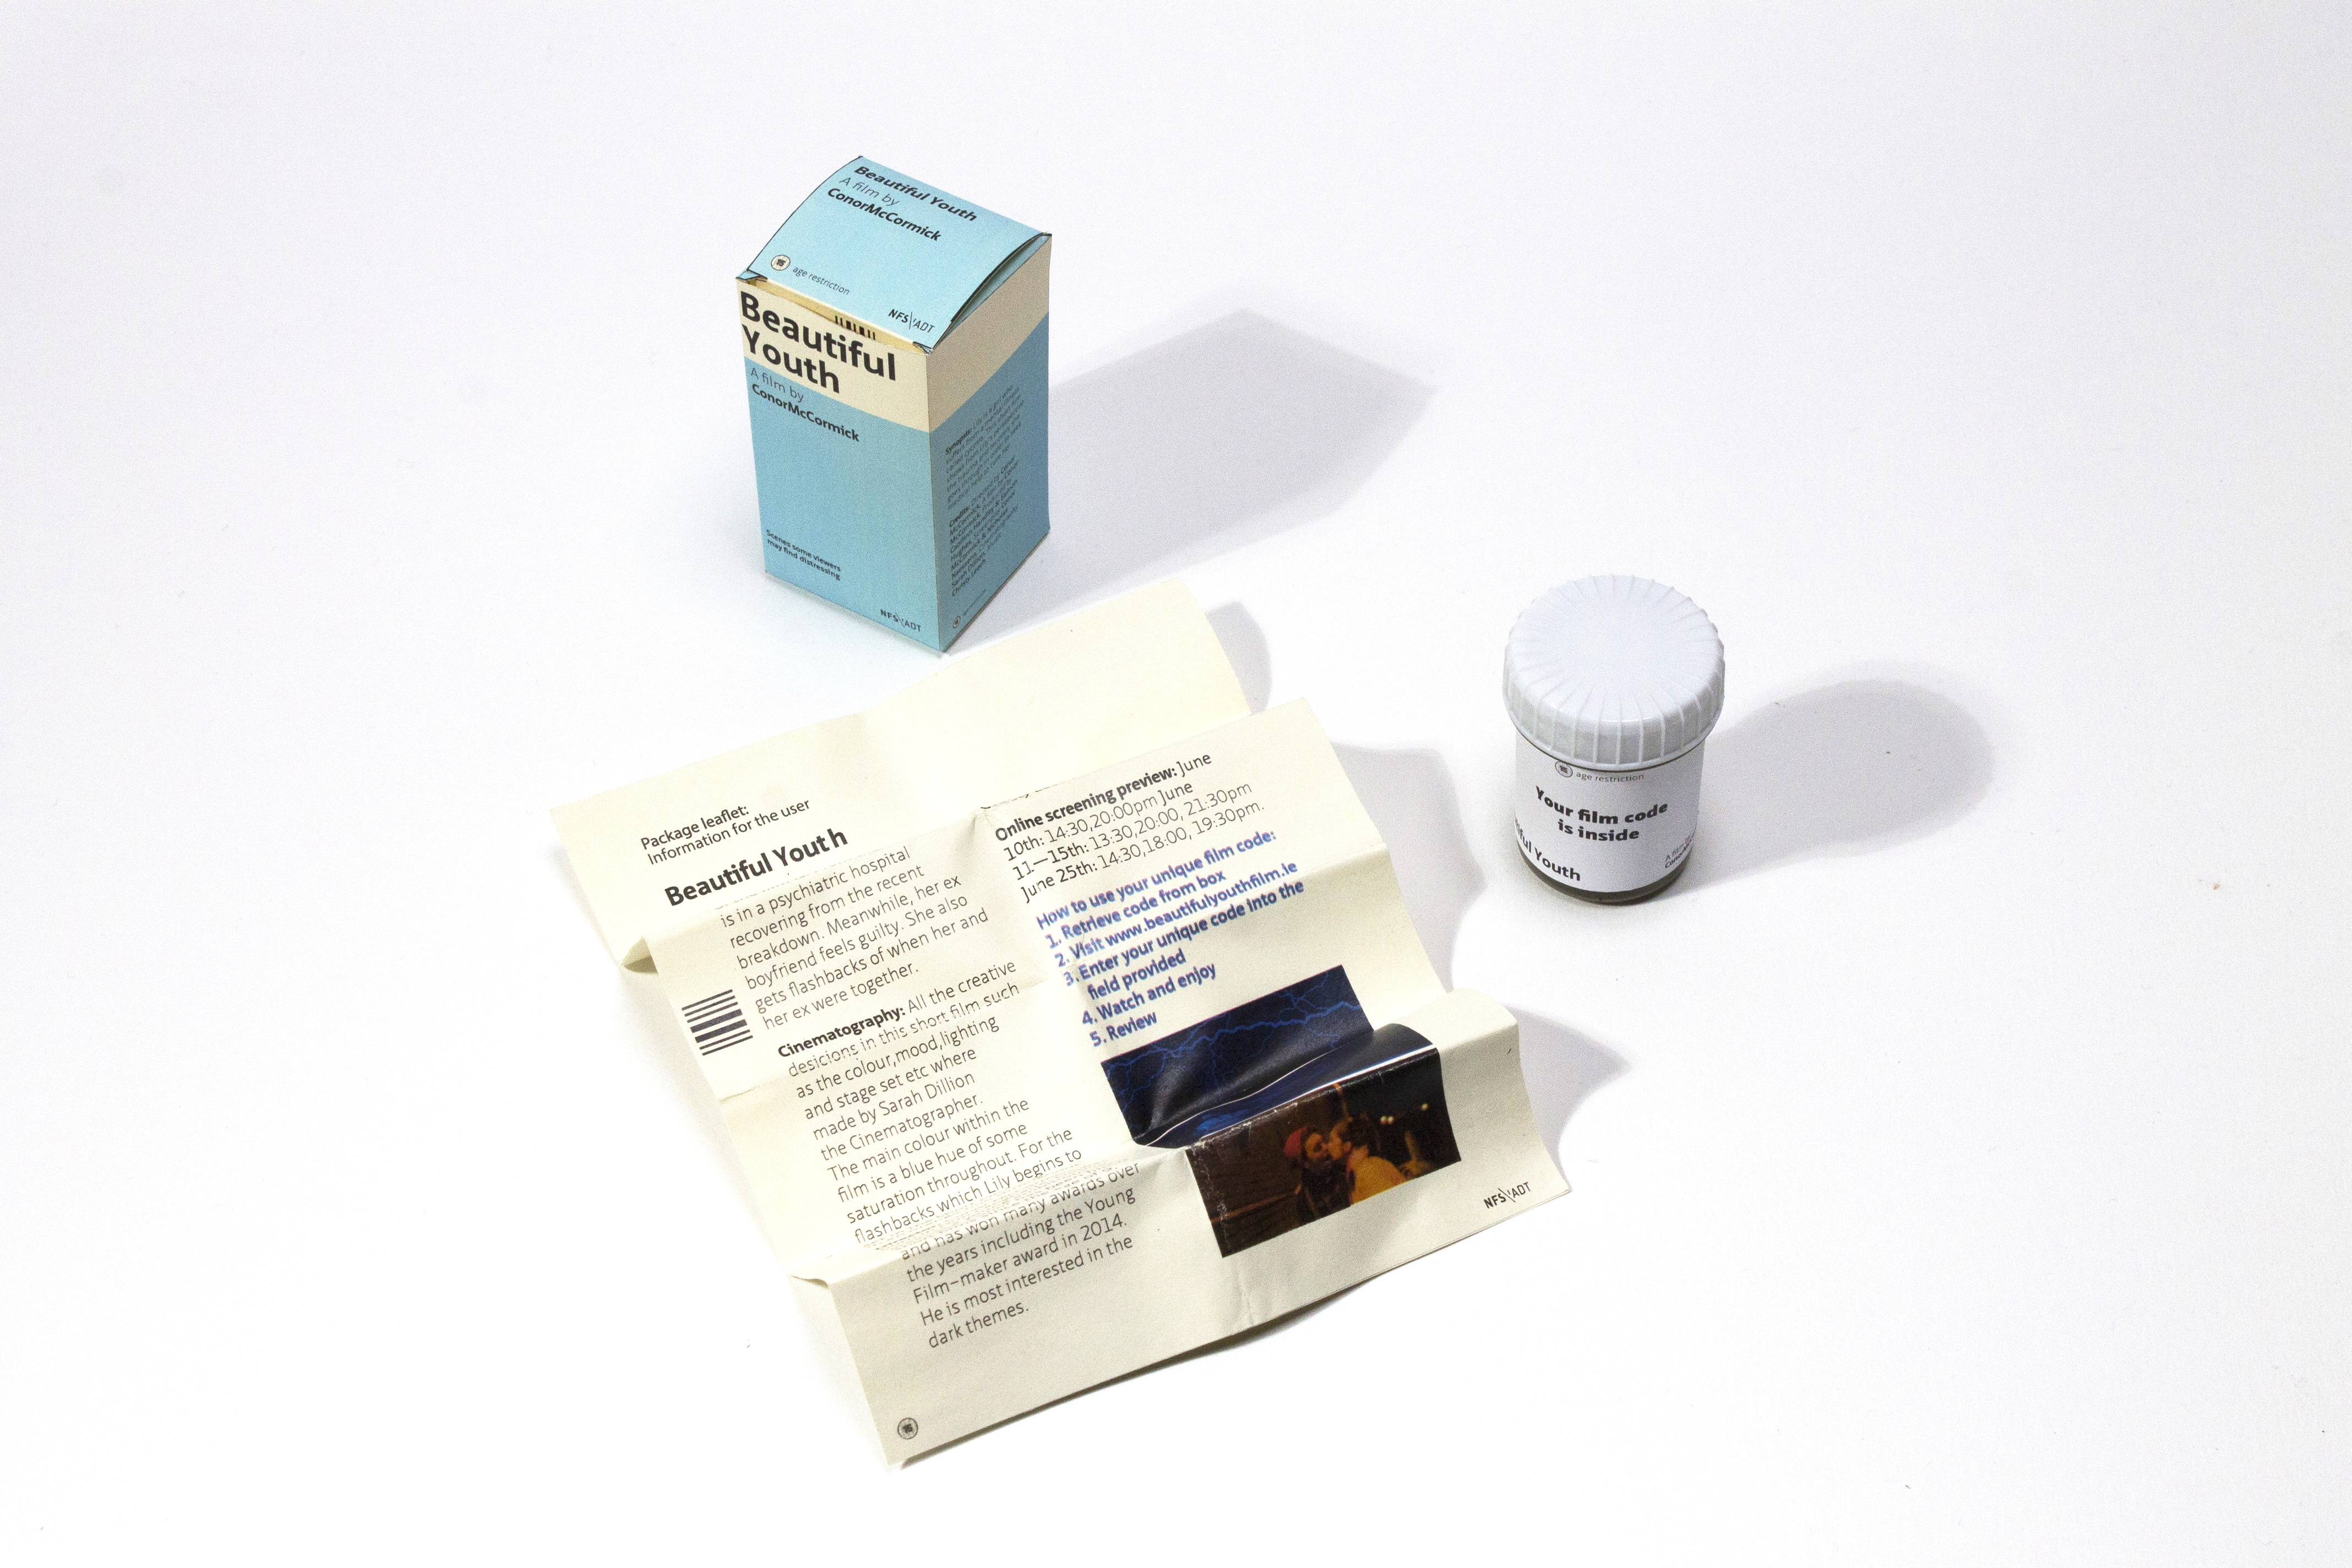 Beautiful Youth
A film by
ConorMcCormick
age restriction
NFS ADT
Beautiful
Youth
A film by
ConorMcCormick
Scenes some viewers
may find distressing
NFS ADT
Synopsis:
Credits:
Package leaflet:
Information for the user
Beautiful Youth
is in a psychiatric hospital
recovering from the recent
breakdown. Meanwhile, her ex
boyfriend feels guilty. She also
gets flashbacks of when her and
her ex were together.
Cinematography: All the creative
desicions in this short film such
as the colour,mood,lighting
and stage set etc where
made by Sarah Dillion
the Cinematographer.
The main colour within the
film is a blue hue of some
saturation throughout. For the
flashbacks which Lily begins to
and has won many awards over
the years including the Young
Film-maker award in 2014.
He is most interested in the
dark themes.
Online screening preview: June
10th: 14:30,20:00pm June
11—15th: 13:30,20:00, 21:30pm
June 25th: 14:30,18:00, 19:30pm.
How to use your unique film code:
1. Retrieve code from box
2. Visit www.beautifulyouthfilm.ie
3. Enter your unique code into the
field provided
4. Watch and enjoy
5. Review
NFS ADT
age restriction
Your film code
is inside
Youth
A film